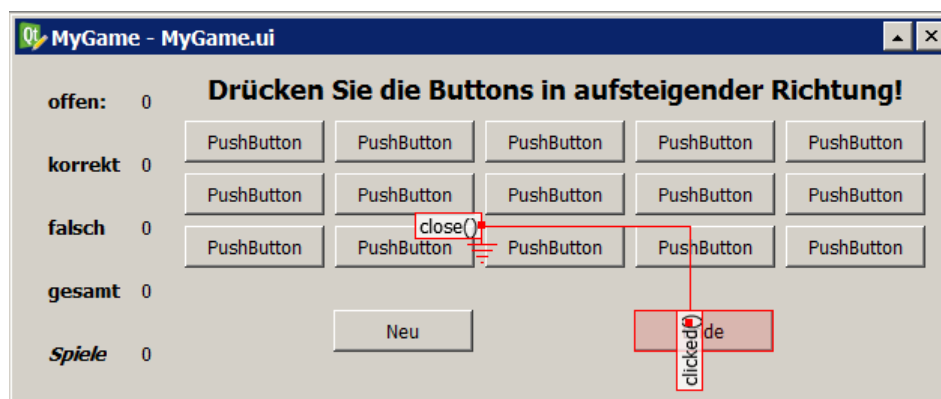 MyGame - MyGame.ui
Drücken Sie die Buttons in aufsteigender Richtung!
offen: 0
PushButton PushButton PushButton PushButton PushButton
korrekt 0
PushButton PushButton PushButton PushButton PushButton
close()
falsch 0
PushButton PushButton PushButton PushButton PushButton
gesamt 0
Neu
clicked()
Spiele 0